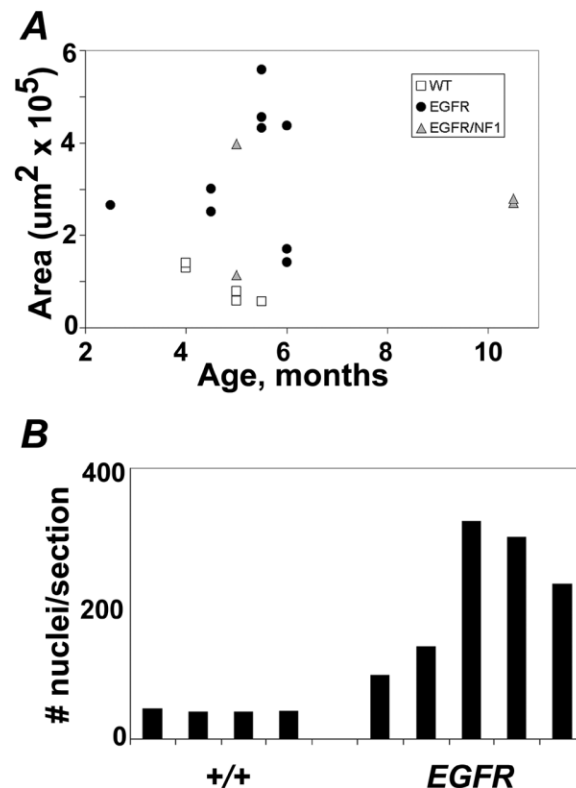 A
Area (um² x 10⁵)
6
4
2
0
WT
EGFR
EGFR/NF1
2 4 6 8 10
Age, months
B
# nuclei/section
400
200
0
+/+ EGFR